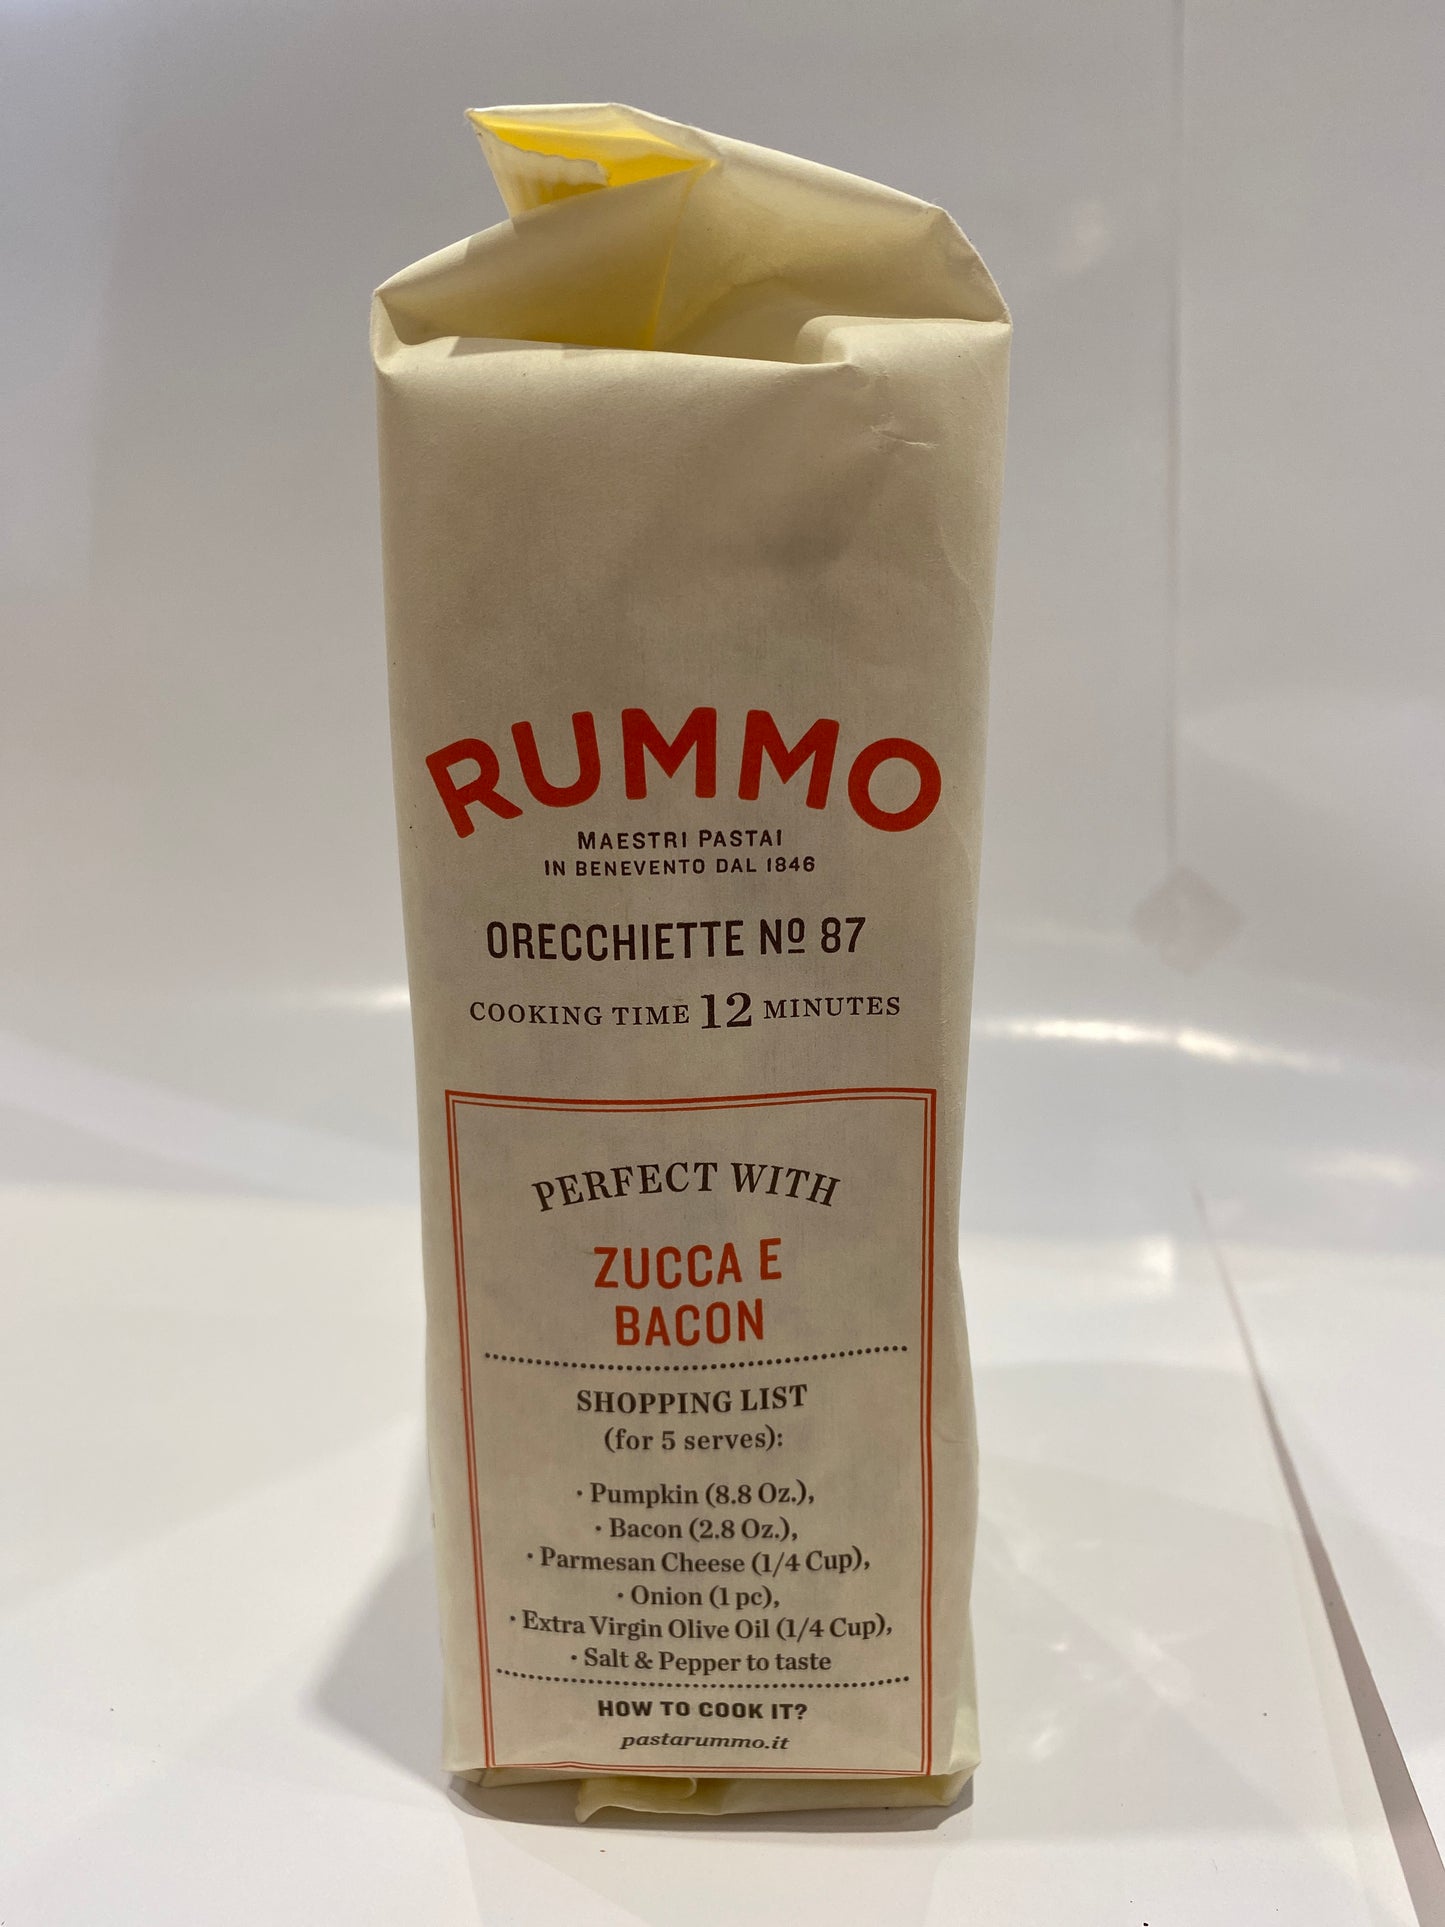 RUMMO
MAESTRI PASTAI
IN BENEVENTO DAL 1846
ORECCHIETTE Nº 87
COOKING TIME 12 MINUTES
PERFECT WITH
ZUCCA E
BACON
SHOPPING LIST
(for 5 serves):
· Pumpkin (8.8 Oz.),
· Bacon (2.8 Oz.),
· Parmesan Cheese (1/4 Cup),
· Onion (1 pc),
· Extra Virgin Olive Oil (1/4 Cup),
· Salt & Pepper to taste
HOW TO COOK IT?
pastarummo.it